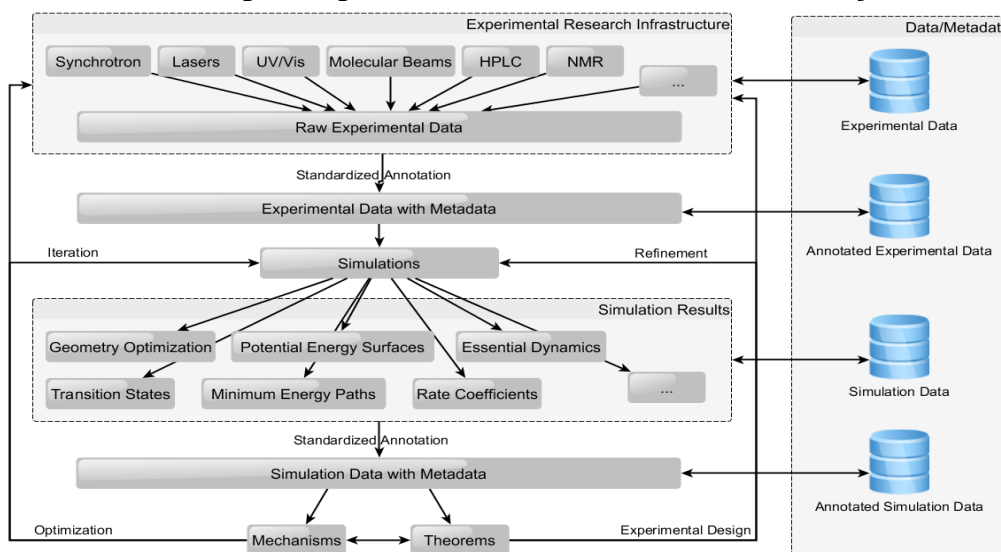 Experimental Research Infrastructure
Data/Metadat
Synchrotron
Lasers
UV/Vis
Molecular Beams
HPLC
NMR
...
Raw Experimental Data
Experimental Data
Standardized Annotation
Experimental Data with Metadata
Annotated Experimental Data
Iteration
Simulations
Refinement
Simulation Results
Geometry Optimization
Potential Energy Surfaces
Essential Dynamics
Transition States
Minimum Energy Paths
Rate Coefficients
...
Simulation Data
Standardized Annotation
Simulation Data with Metadata
Annotated Simulation Data
Optimization
Mechanisms
Theorems
Experimental Design